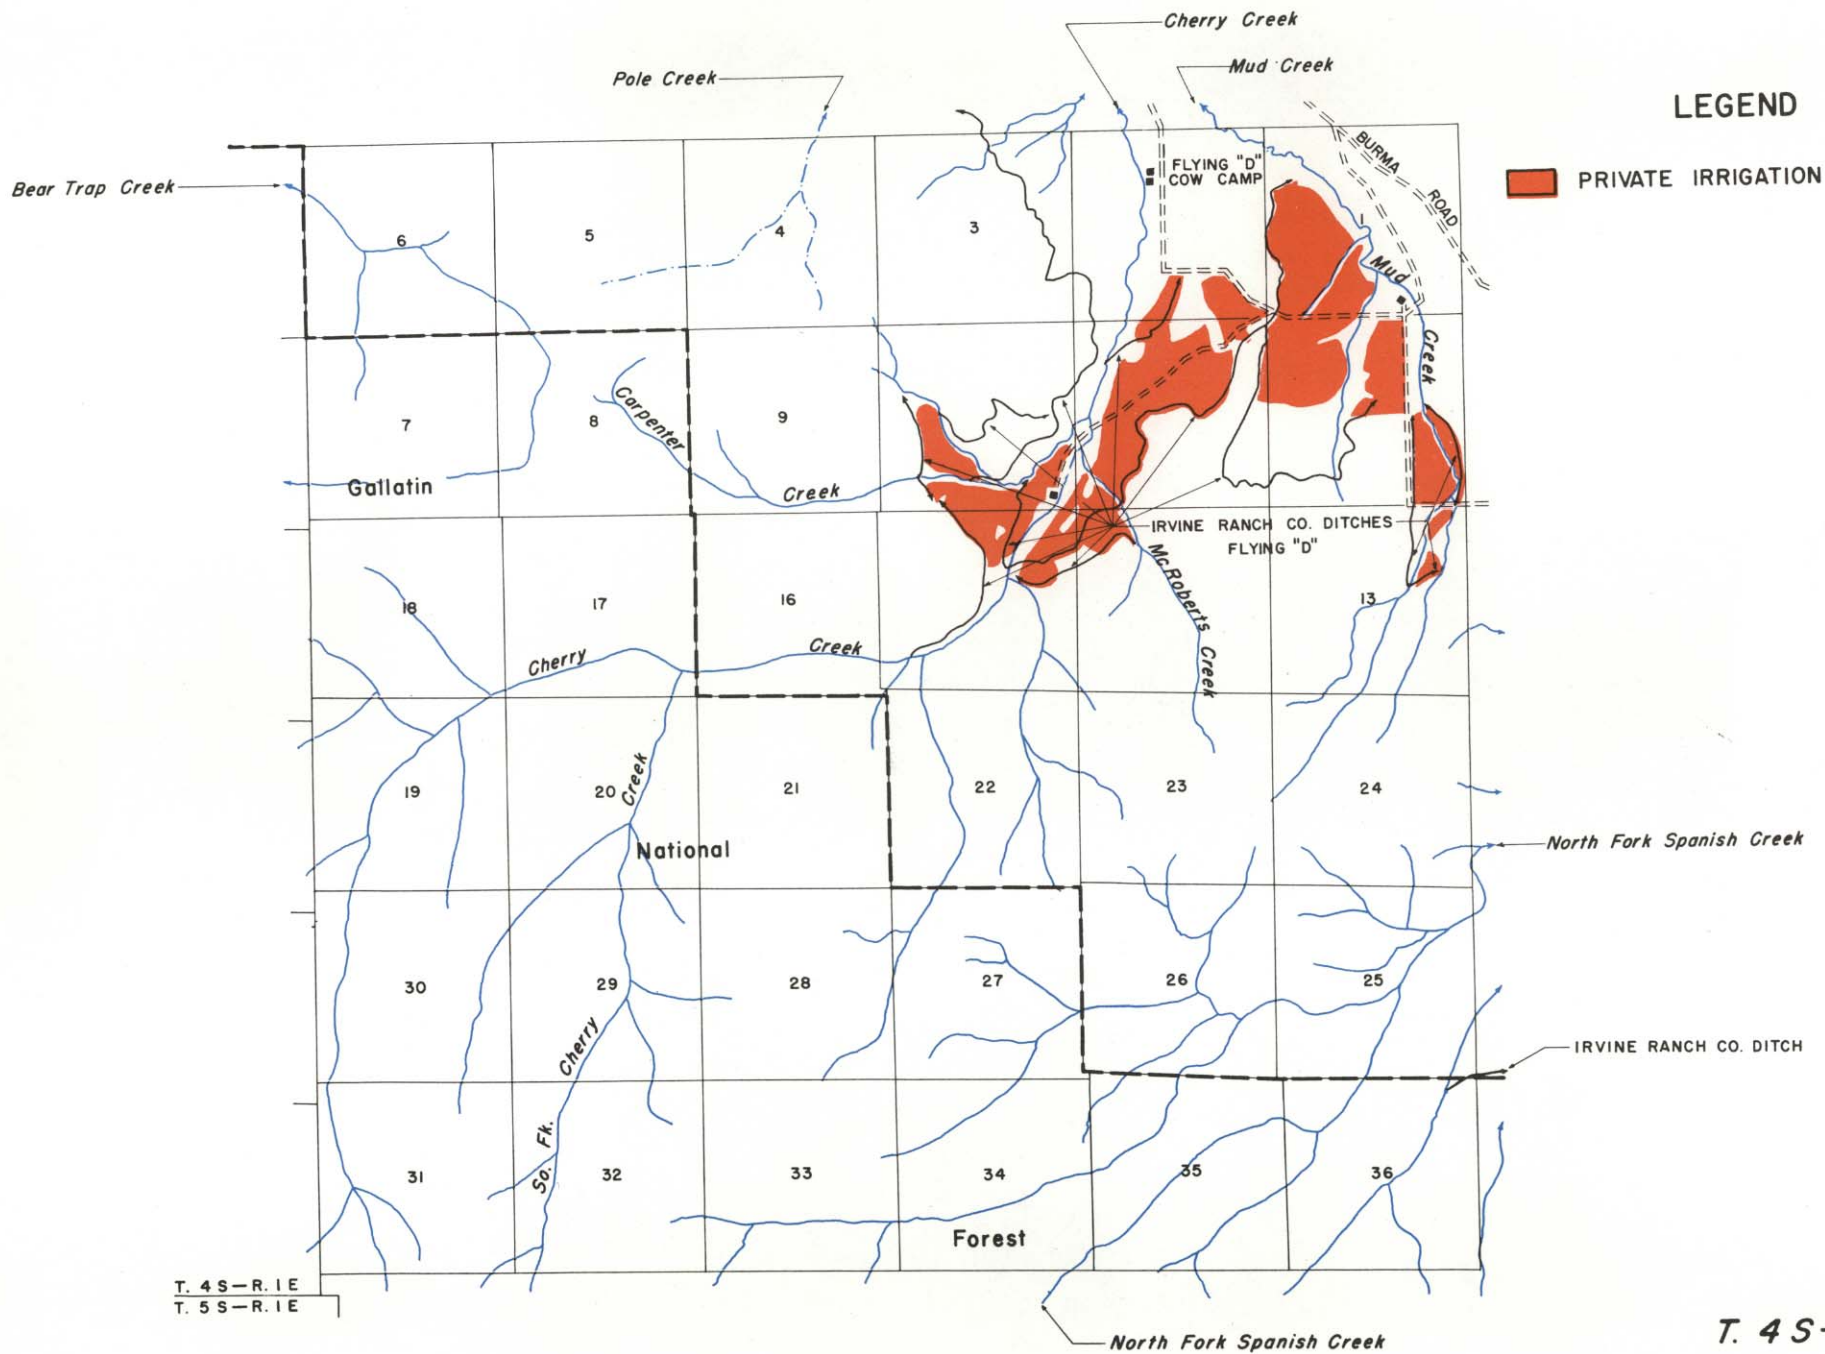 Cherry Creek
Mud Creek
Pole Creek
LEGEND
PRIVATE IRRIGATION
Bear Trap Creek
FLYING "D"
COW CAMP
BURMA
ROAD
6
5
4
3
1
Mud
Creek
7
8
9
Carpenter
Creek
Gallatin
IRVINE RANCH CO. DITCHES
FLYING "D"
McRoberts
Creek
18
17
16
13
Cherry
Creek
19
20
21
22
23
24
Creek
National
North Fork Spanish Creek
30
29
28
27
26
25
Cherry
So. Fk.
IRVINE RANCH CO. DITCH
31
32
33
34
35
36
Forest
T. 4 S—R. 1 E
T. 5 S—R. 1 E
North Fork Spanish Creek
T. 4 S-